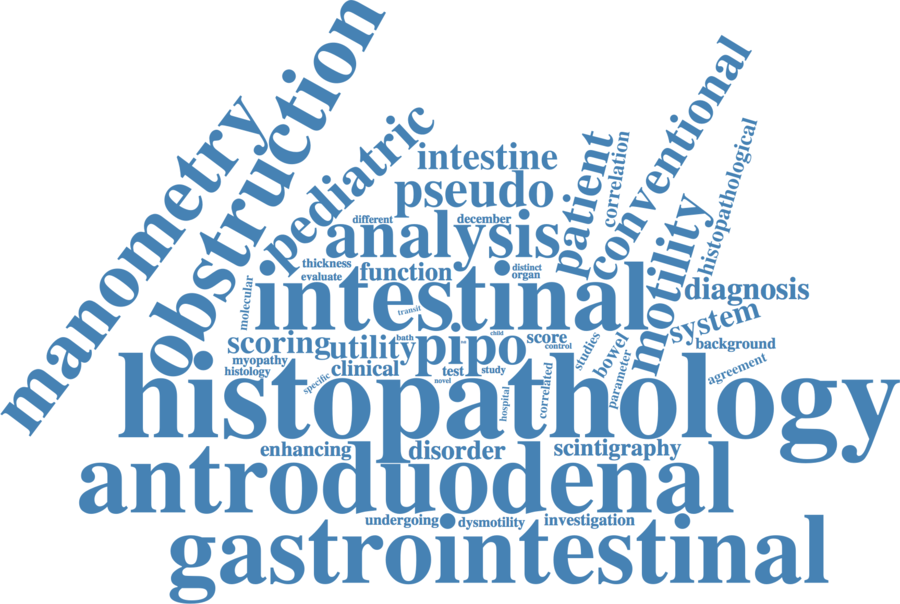 manometry
obstruction
pediatric
intestine
pseudo
different
december
analysis
patient
correlation
conventional
histopathological
motility
thickness
evaluate
function
distinct
organ
molecular
intestinal
transit
diagnosis
system
scoring
utility
bath
pipo
child
score
control
studies
bowel
parameter
background
agreement
myopathy
histology
specific
clinical
test
study
novel
hospital
correlated
histopathology
enhancing
disorder
scintigraphy
antroduodenal
undergoing
dysmotility
investigation
gastrointestinal